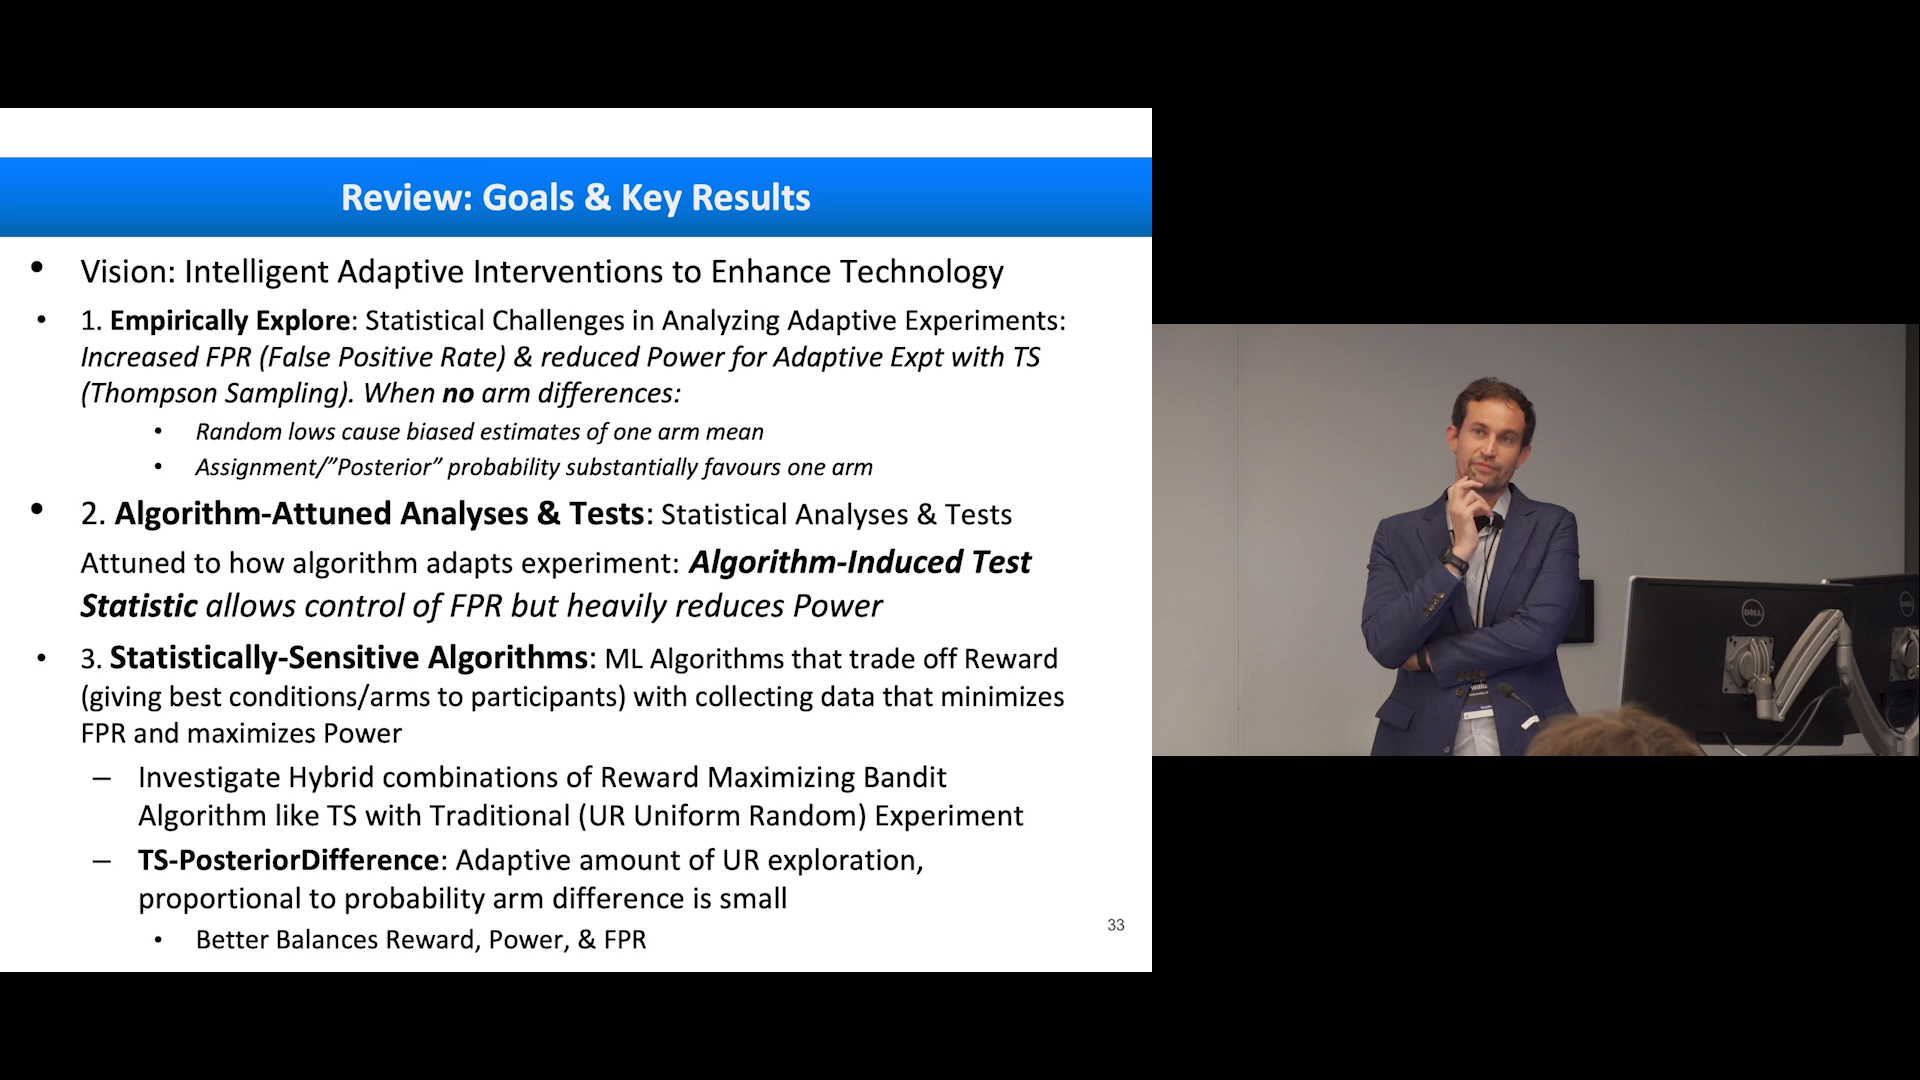 Review: Goals & Key Results
• Vision: Intelligent Adaptive Interventions to Enhance Technology
• 1. Empirically Explore: Statistical Challenges in Analyzing Adaptive Experiments:
Increased FPR (False Positive Rate) & reduced Power for Adaptive Expt with TS
(Thompson Sampling). When no arm differences:
• Random lows cause biased estimates of one arm mean
• Assignment/”Posterior” probability substantially favours one arm
• 2. Algorithm-Attuned Analyses & Tests: Statistical Analyses & Tests
Attuned to how algorithm adapts experiment: Algorithm-Induced Test
Statistic allows control of FPR but heavily reduces Power
• 3. Statistically-Sensitive Algorithms: ML Algorithms that trade off Reward
(giving best conditions/arms to participants) with collecting data that minimizes
FPR and maximizes Power
– Investigate Hybrid combinations of Reward Maximizing Bandit
Algorithm like TS with Traditional (UR Uniform Random) Experiment
– TS-PosteriorDifference: Adaptive amount of UR exploration,
proportional to probability arm difference is small
• Better Balances Reward, Power, & FPR
33
DELL